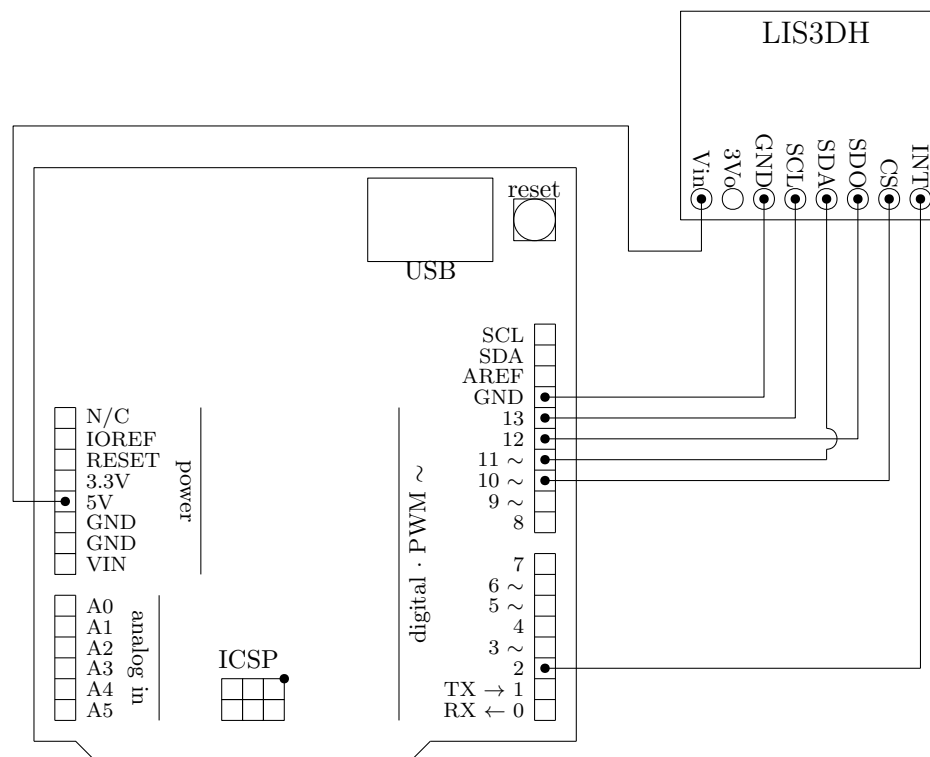 LIS3DH
Vin
3Vo
GND
SCL
SDA
SDO
CS
INT
reset
USB
SCL
SDA
AREF
GND
13
12
11 ~
10 ~
9 ~
8
7
6 ~
5 ~
4
3 ~
2
TX → 1
RX ← 0
digital · PWM ~
N/C
IOREF
RESET
3.3V
5V
GND
GND
VIN
power
A0
A1
A2
A3
A4
A5
analog in
ICSP